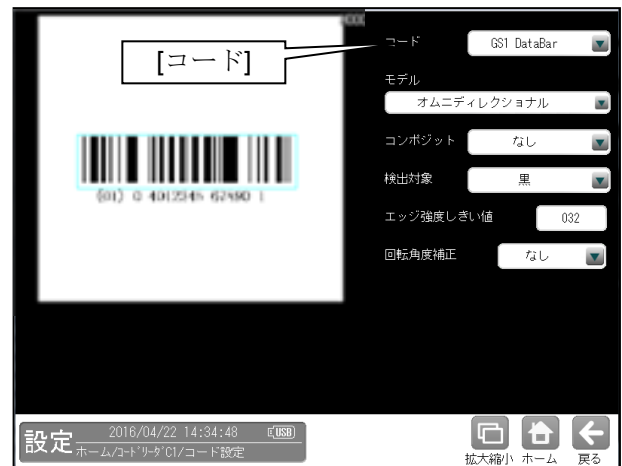 [コード]
コード GS1 DataBar
モデル
オムニディレクショナル
コンポジット なし
検出対象 黒
エッジ強度しきい値 032
回転角度補正 なし
設定 2016/04/22 14:34:48 USB
ホーム/コードリーダC1/コード設定
拡大縮小 ホーム 戻る